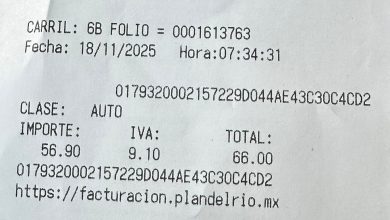 CARRIL: 6B FOLIO = 0001613763
Fecha: 18/11/2025 Hora:07:34:31
0179320002157229D044AE43C30C4CD2
CLASE: AUTO
IMPORTE: IVA: TOTAL:
56.90 9.10 66.00
0179320002157229D044AE43C30C4CD2
https://facturacion.plandelrio.mx